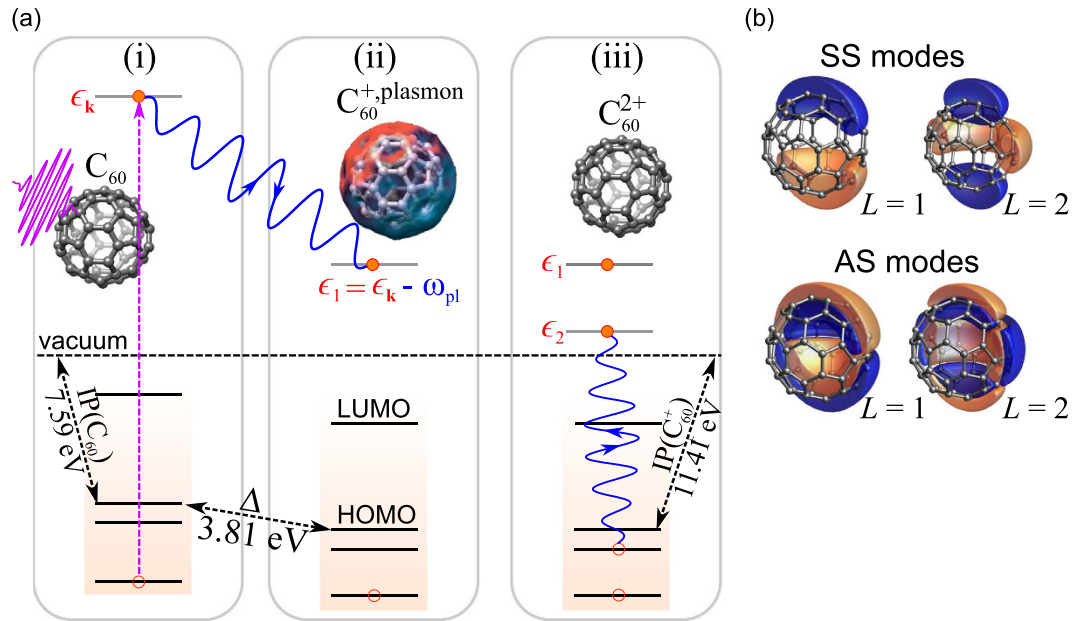 (a)
(i)
(ii)
(iii)
ϵₖ
C₆₀
C₆₀⁺,ᵖˡᵃˢᵐᵒⁿ
C₆₀²⁺
ϵ₁ = ϵₖ - ωₚₗ
ϵ₁
ϵ₂
vacuum
IP(C₆₀)
7.59 eV
Δ
3.81 eV
LUMO
HOMO
IP(C₆₀⁺)
11.41 eV
(b)
SS modes
L = 1
L = 2
AS modes
L = 1
L = 2